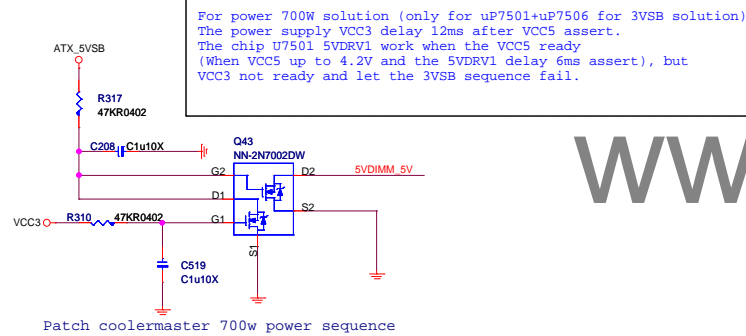 For power 700W solution (only for uP7501+uP7506 for 3VSB solution)
The power supply VCC3 delay 12ms after VCC5 assert.
The chip U7501 5VDRV1 work when the VCC5 ready
(When VCC5 up to 4.2V and the 5VDRV1 delay 6ms assert), but
VCC3 not ready and let the 3VSB sequence fail.
ATX_5VSB
R317
47KR0402
C208 C1u10X
Q43
NN-2N7002DW
G2 D2 5VDIMM_5V
D1 S2
VCC3 R310 47KR0402 G1
S1
C519
C1u10X
Patch coolermaster 700w power sequence